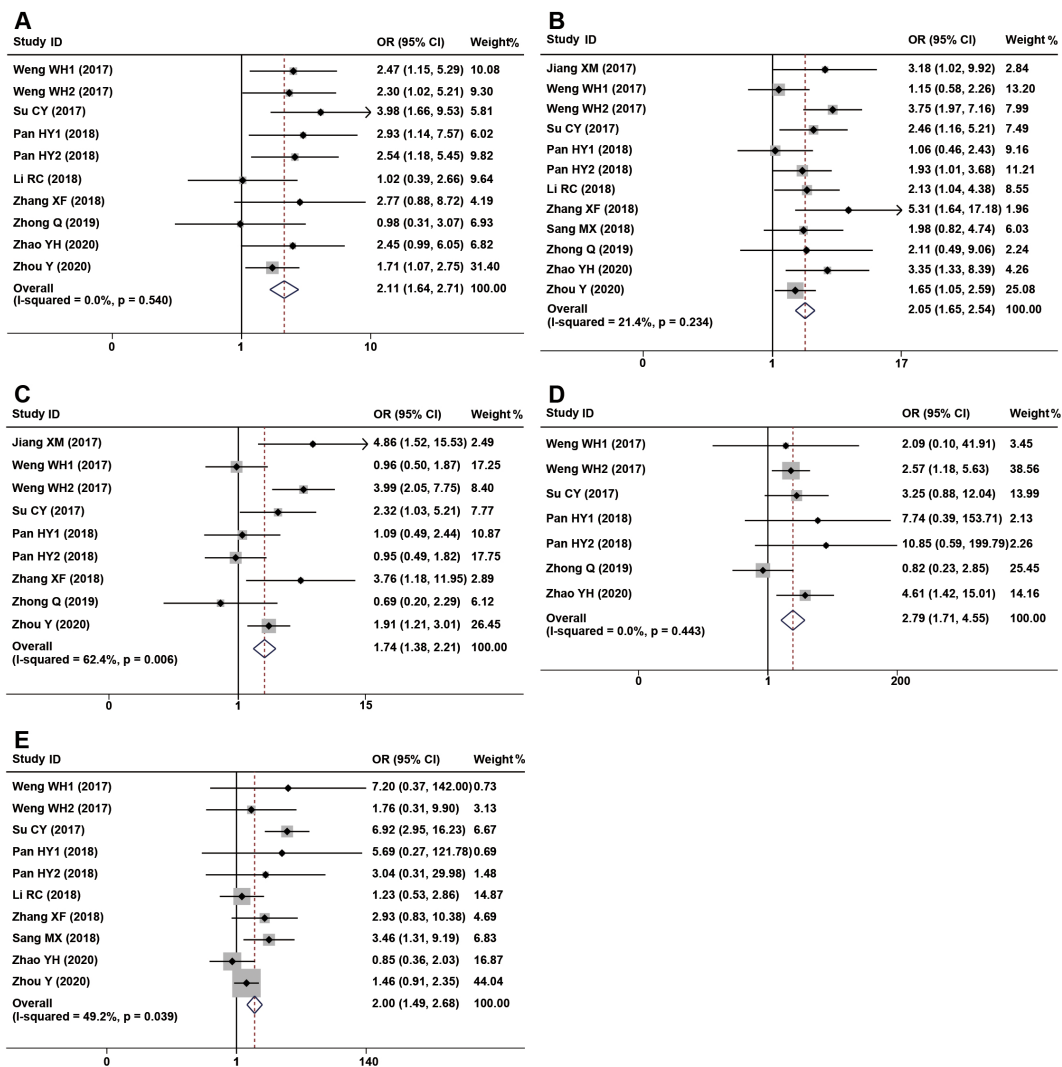 A
Study ID OR (95% CI) Weight%
Weng WH1 (2017) 2.47 (1.15, 5.29) 10.08
Weng WH2 (2017) 2.30 (1.02, 5.21) 9.30
Su CY (2017) 3.98 (1.66, 9.53) 5.81
Pan HY1 (2018) 2.93 (1.14, 7.57) 6.02
Pan HY2 (2018) 2.54 (1.18, 5.45) 9.82
Li RC (2018) 1.02 (0.39, 2.66) 9.64
Zhang XF (2018) 2.77 (0.88, 8.72) 4.19
Zhong Q (2019) 0.98 (0.31, 3.07) 6.93
Zhao YH (2020) 2.45 (0.99, 6.05) 6.82
Zhou Y (2020) 1.71 (1.07, 2.75) 31.40
Overall 2.11 (1.64, 2.71) 100.00
(I-squared = 0.0%, p = 0.540)
0 1 10
B
Study ID OR (95% CI) Weight %
Jiang XM (2017) 3.18 (1.02, 9.92) 2.84
Weng WH1 (2017) 1.15 (0.58, 2.26) 13.20
Weng WH2 (2017) 3.75 (1.97, 7.16) 7.99
Su CY (2017) 2.46 (1.16, 5.21) 7.49
Pan HY1 (2018) 1.06 (0.46, 2.43) 9.16
Pan HY2 (2018) 1.93 (1.01, 3.68) 11.21
Li RC (2018) 2.13 (1.04, 4.38) 8.55
Zhang XF (2018) 5.31 (1.64, 17.18) 1.96
Sang MX (2018) 1.98 (0.82, 4.74) 6.03
Zhong Q (2019) 2.11 (0.49, 9.06) 2.24
Zhao YH (2020) 3.35 (1.33, 8.39) 4.26
Zhou Y (2020) 1.65 (1.05, 2.59) 25.08
Overall 2.05 (1.65, 2.54) 100.00
(I-squared = 21.4%, p = 0.234)
0 1 17
C
Study ID OR (95% CI) Weight %
Jiang XM (2017) 4.86 (1.52, 15.53) 2.49
Weng WH1 (2017) 0.96 (0.50, 1.87) 17.25
Weng WH2 (2017) 3.99 (2.05, 7.75) 8.40
Su CY (2017) 2.32 (1.03, 5.21) 7.77
Pan HY1 (2018) 1.09 (0.49, 2.44) 10.87
Pan HY2 (2018) 0.95 (0.49, 1.82) 17.75
Zhang XF (2018) 3.76 (1.18, 11.95) 2.89
Zhong Q (2019) 0.69 (0.20, 2.29) 6.12
Zhou Y (2020) 1.91 (1.21, 3.01) 26.45
Overall 1.74 (1.38, 2.21) 100.00
(I-squared = 62.4%, p = 0.006)
0 1 15
D
Study ID OR (95% CI) Weight%
Weng WH1 (2017) 2.09 (0.10, 41.91) 3.45
Weng WH2 (2017) 2.57 (1.18, 5.63) 38.56
Su CY (2017) 3.25 (0.88, 12.04) 13.99
Pan HY1 (2018) 7.74 (0.39, 153.71) 2.13
Pan HY2 (2018) 10.85 (0.59, 199.79) 2.26
Zhong Q (2019) 0.82 (0.23, 2.85) 25.45
Zhao YH (2020) 4.61 (1.42, 15.01) 14.16
Overall 2.79 (1.71, 4.55) 100.00
(I-squared = 0.0%, p = 0.443)
0 1 200
E
Study ID OR (95% CI) Weight %
Weng WH1 (2017) 7.20 (0.37, 142.00) 0.73
Weng WH2 (2017) 1.76 (0.31, 9.90) 3.13
Su CY (2017) 6.92 (2.95, 16.23) 6.67
Pan HY1 (2018) 5.69 (0.27, 121.78) 0.69
Pan HY2 (2018) 3.04 (0.31, 29.98) 1.48
Li RC (2018) 1.23 (0.53, 2.86) 14.87
Zhang XF (2018) 2.93 (0.83, 10.38) 4.69
Sang MX (2018) 3.46 (1.31, 9.19) 6.83
Zhao YH (2020) 0.85 (0.36, 2.03) 16.87
Zhou Y (2020) 1.46 (0.91, 2.35) 44.04
Overall 2.00 (1.49, 2.68) 100.00
(I-squared = 49.2%, p = 0.039)
0 1 140